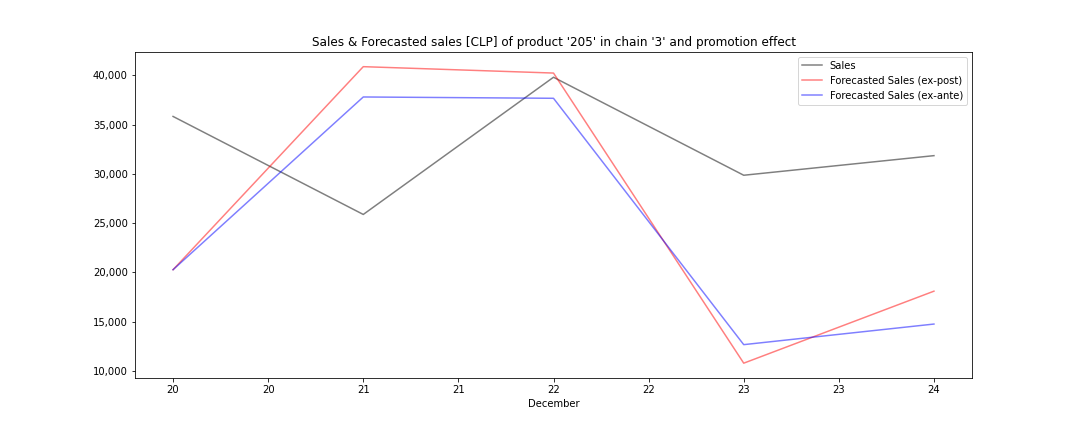 Sales & Forecasted sales [CLP] of product '205' in chain '3' and promotion effect
Sales
Forecasted Sales (ex-post)
Forecasted Sales (ex-ante)
40,000
35,000
30,000
25,000
20,000
15,000
10,000
20 20 21 21 22 22 23 23 24
December